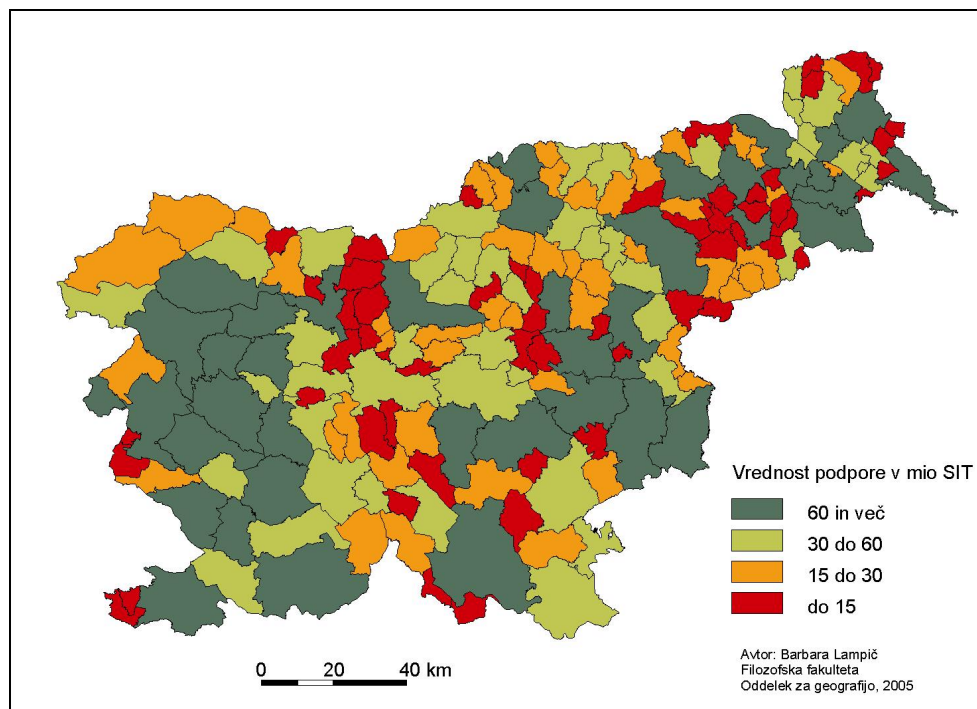 Vrednost podpore v mio SIT
60 in več
30 do 60
15 do 30
do 15
0 20 40 km
Avtor: Barbara Lampič
Filozofska fakulteta
Oddelek za geografijo, 2005